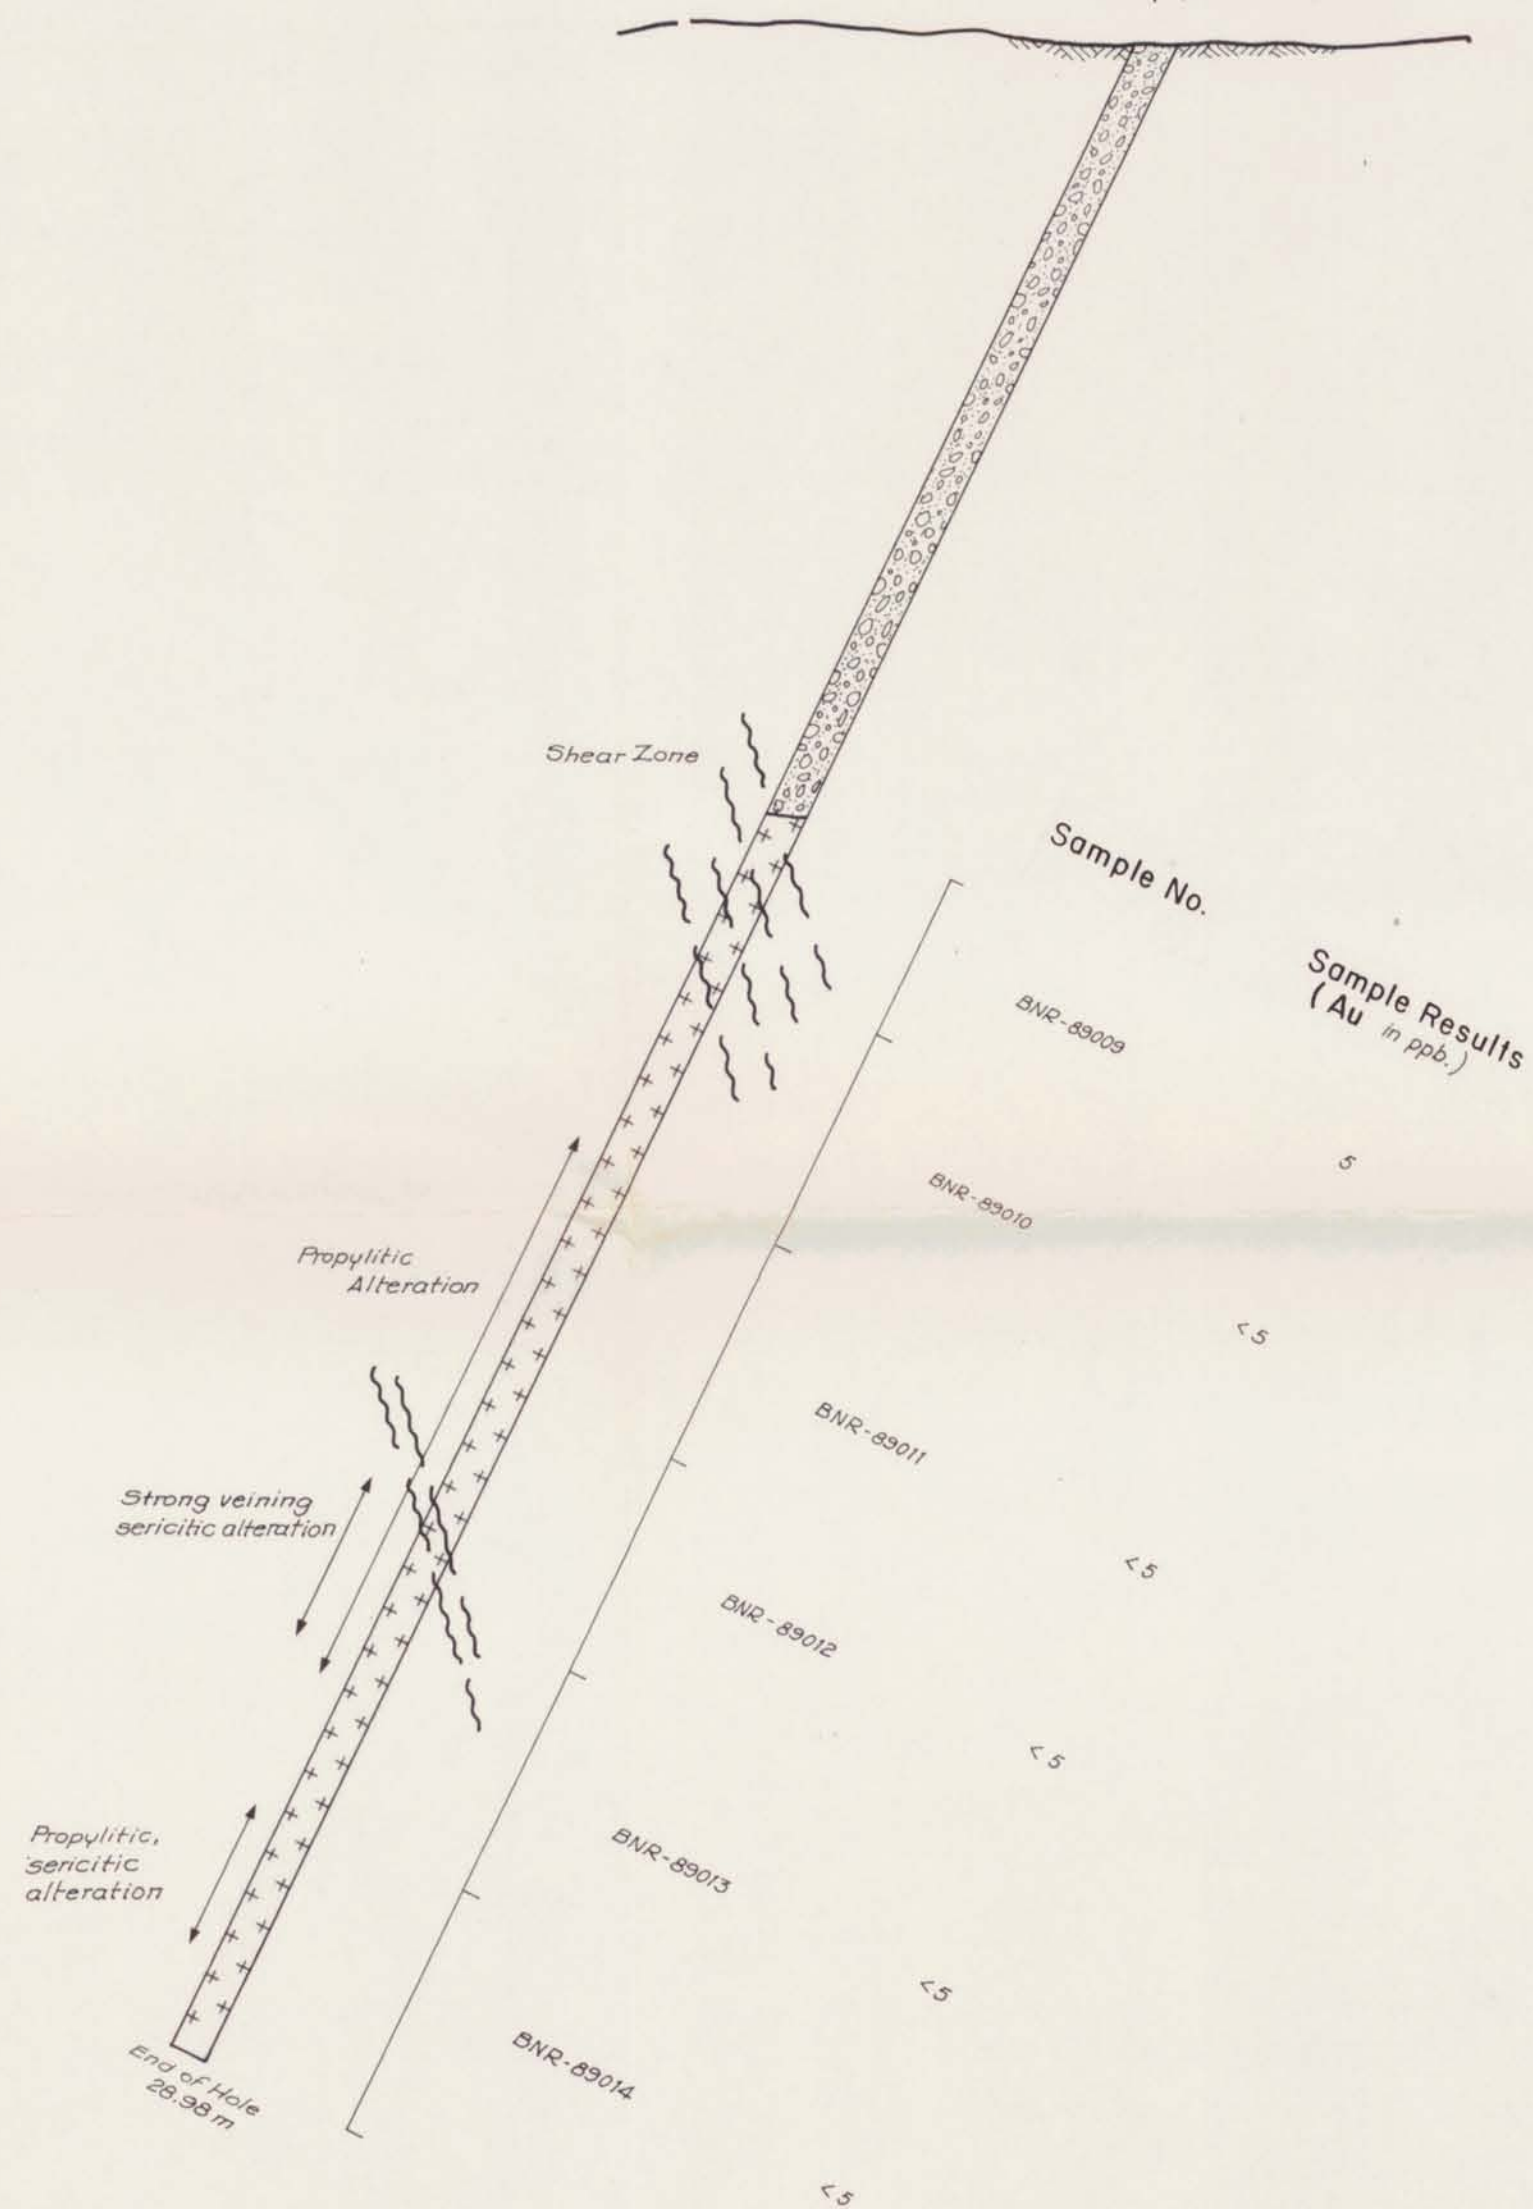 Shear Zone
Sample No.
Sample Results
(Au in ppb.)
BNR-89009
5
BNR-89010
<5
Propylitic
Alteration
BNR-89011
<5
Strong veining
sericitic alteration
BNR-89012
<5
Propylitic,
sericitic
alteration
BNR-89013
<5
BNR-89014
<5
End of Hole
28.98 m